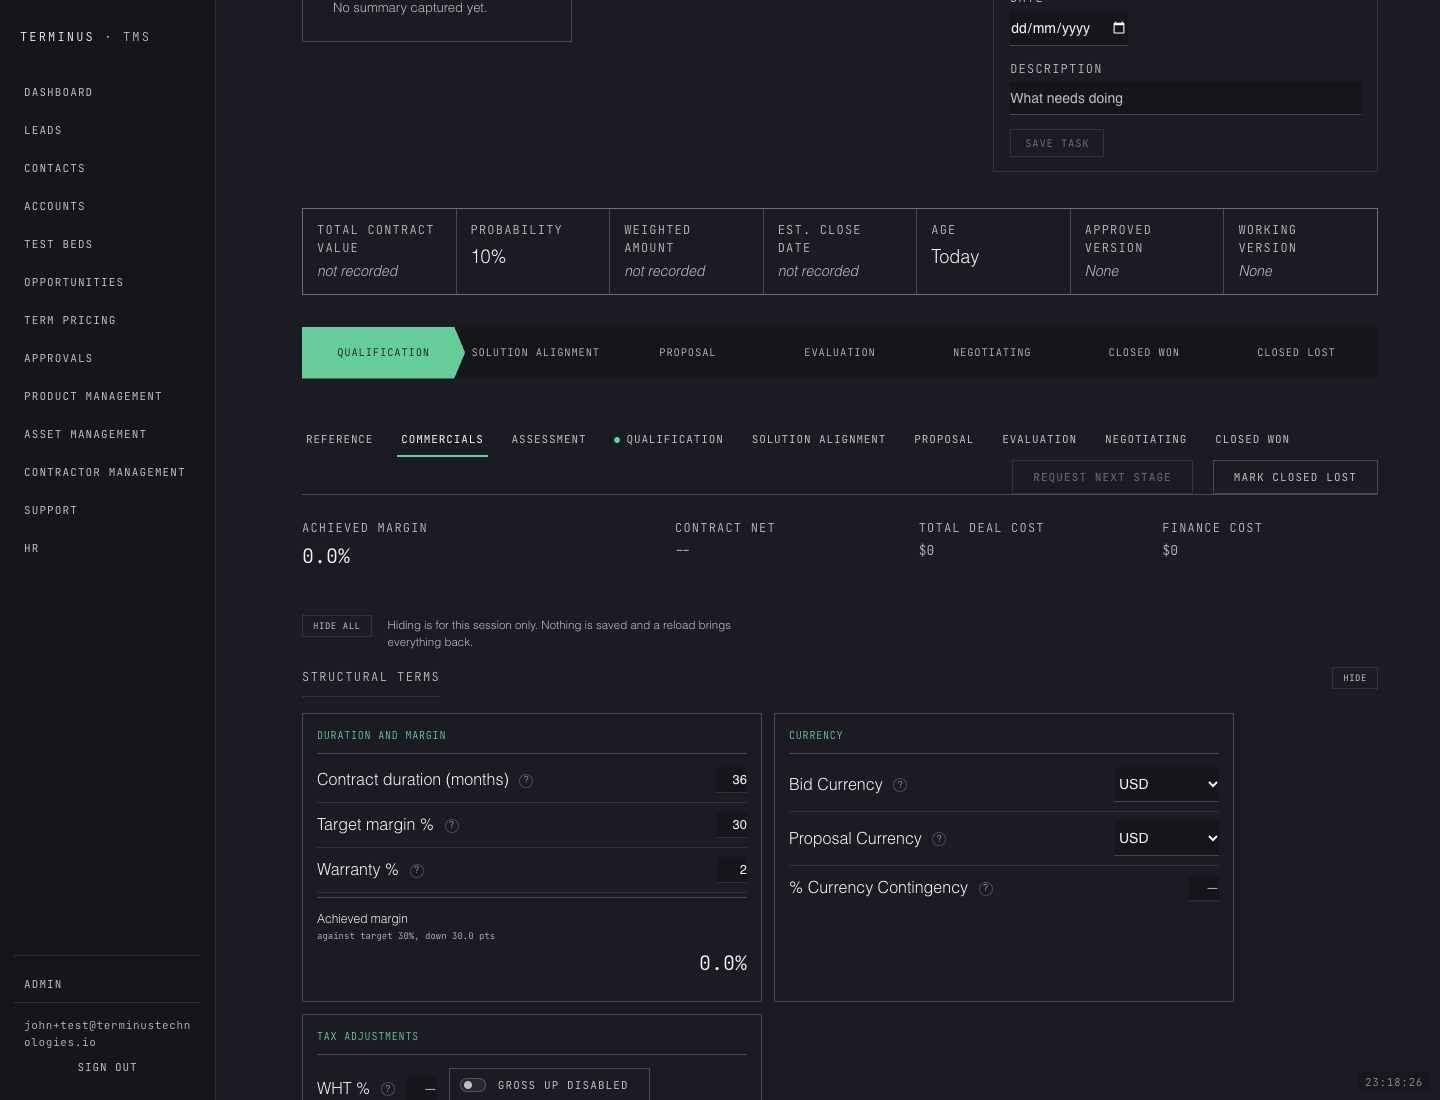 TERMINUS · TMS
DASHBOARD
LEADS
CONTACTS
ACCOUNTS
TEST BEDS
OPPORTUNITIES
TERM PRICING
APPROVALS
PRODUCT MANAGEMENT
ASSET MANAGEMENT
CONTRACTOR MANAGEMENT
SUPPORT
HR
ADMIN
john+test@terminustechn
ologies.io
SIGN OUT
No summary captured yet.
dd/mm/yyyy
DESCRIPTION
What needs doing
SAVE TASK
TOTAL CONTRACT
VALUE
not recorded
PROBABILITY
10%
WEIGHTED
AMOUNT
not recorded
EST. CLOSE
DATE
not recorded
AGE
Today
APPROVED
VERSION
None
WORKING
VERSION
None
QUALIFICATION
SOLUTION ALIGNMENT
PROPOSAL
EVALUATION
NEGOTIATING
CLOSED WON
CLOSED LOST
REFERENCE
COMMERCIALS
ASSESSMENT
QUALIFICATION
SOLUTION ALIGNMENT
PROPOSAL
EVALUATION
NEGOTIATING
CLOSED WON
REQUEST NEXT STAGE
MARK CLOSED LOST
ACHIEVED MARGIN
0.0%
CONTRACT NET
--
TOTAL DEAL COST
$0
FINANCE COST
$0
HIDE ALL
Hiding is for this session only. Nothing is saved and a reload brings
everything back.
STRUCTURAL TERMS
HIDE
DURATION AND MARGIN
Contract duration (months) ? 36
Target margin % ? 30
Warranty % ? 2
Achieved margin
against target 30%, down 30.0 pts
0.0%
CURRENCY
Bid Currency ? USD
Proposal Currency ? USD
% Currency Contingency ? —
TAX ADJUSTMENTS
WHT % ? — GROSS UP DISABLED
23:18:26